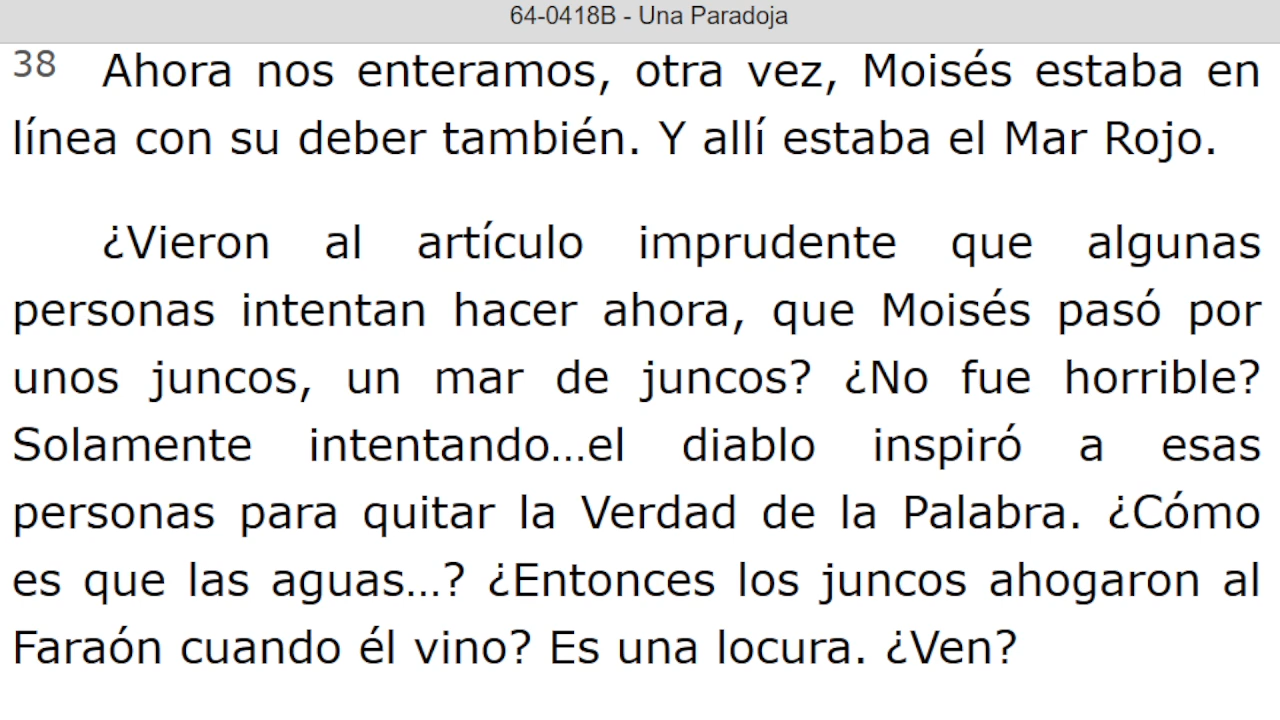 64-0418B - Una Paradoja
38 Ahora nos enteramos, otra vez, Moisés estaba en
línea con su deber también. Y allí estaba el Mar Rojo.
¿Vieron al artículo imprudente que algunas
personas intentan hacer ahora, que Moisés pasó por
unos juncos, un mar de juncos? ¿No fue horrible?
Solamente intentando...el diablo inspiró a esas
personas para quitar la Verdad de la Palabra. ¿Cómo
es que las aguas...? ¿Entonces los juncos ahogaron al
Faraón cuando él vino? Es una locura. ¿Ven?